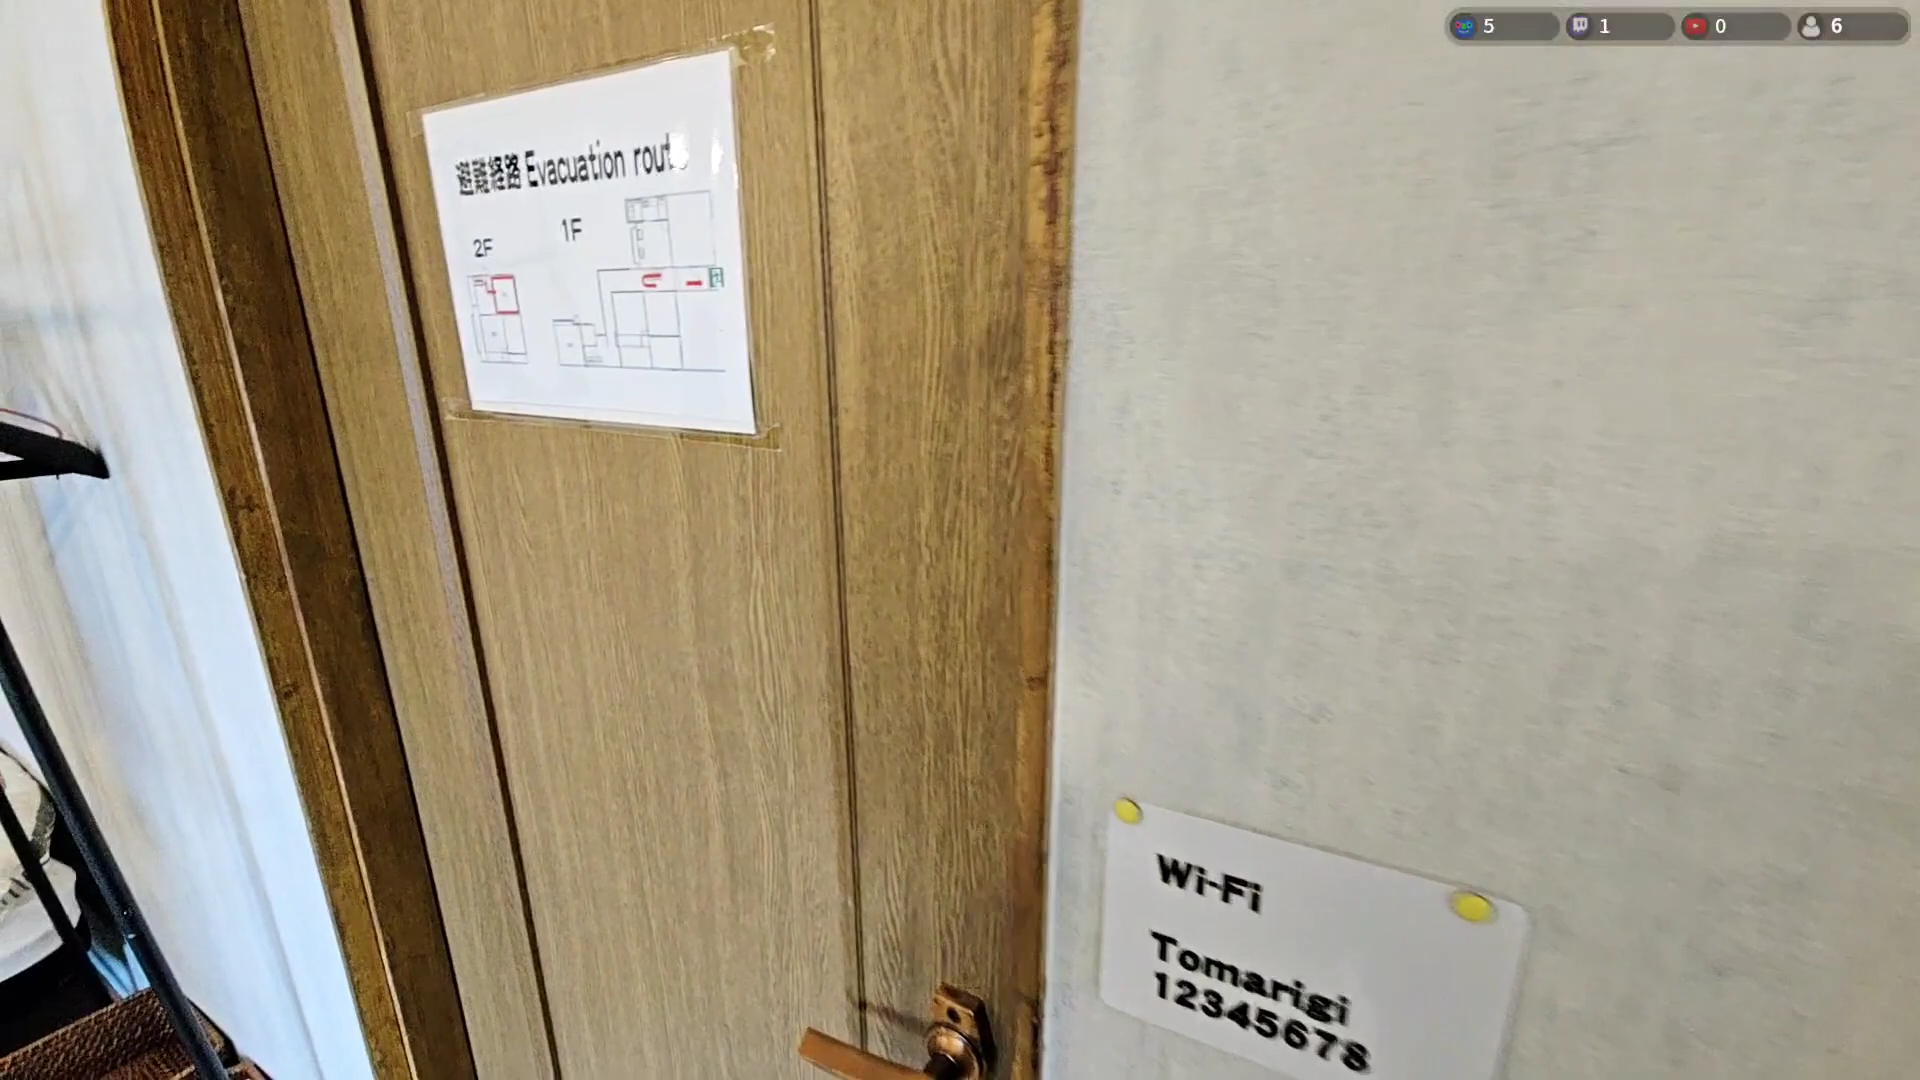 5 1 0 6
避難経路 Evacuation route
2F 1F
Wi-Fi
Tomarigi
12345678